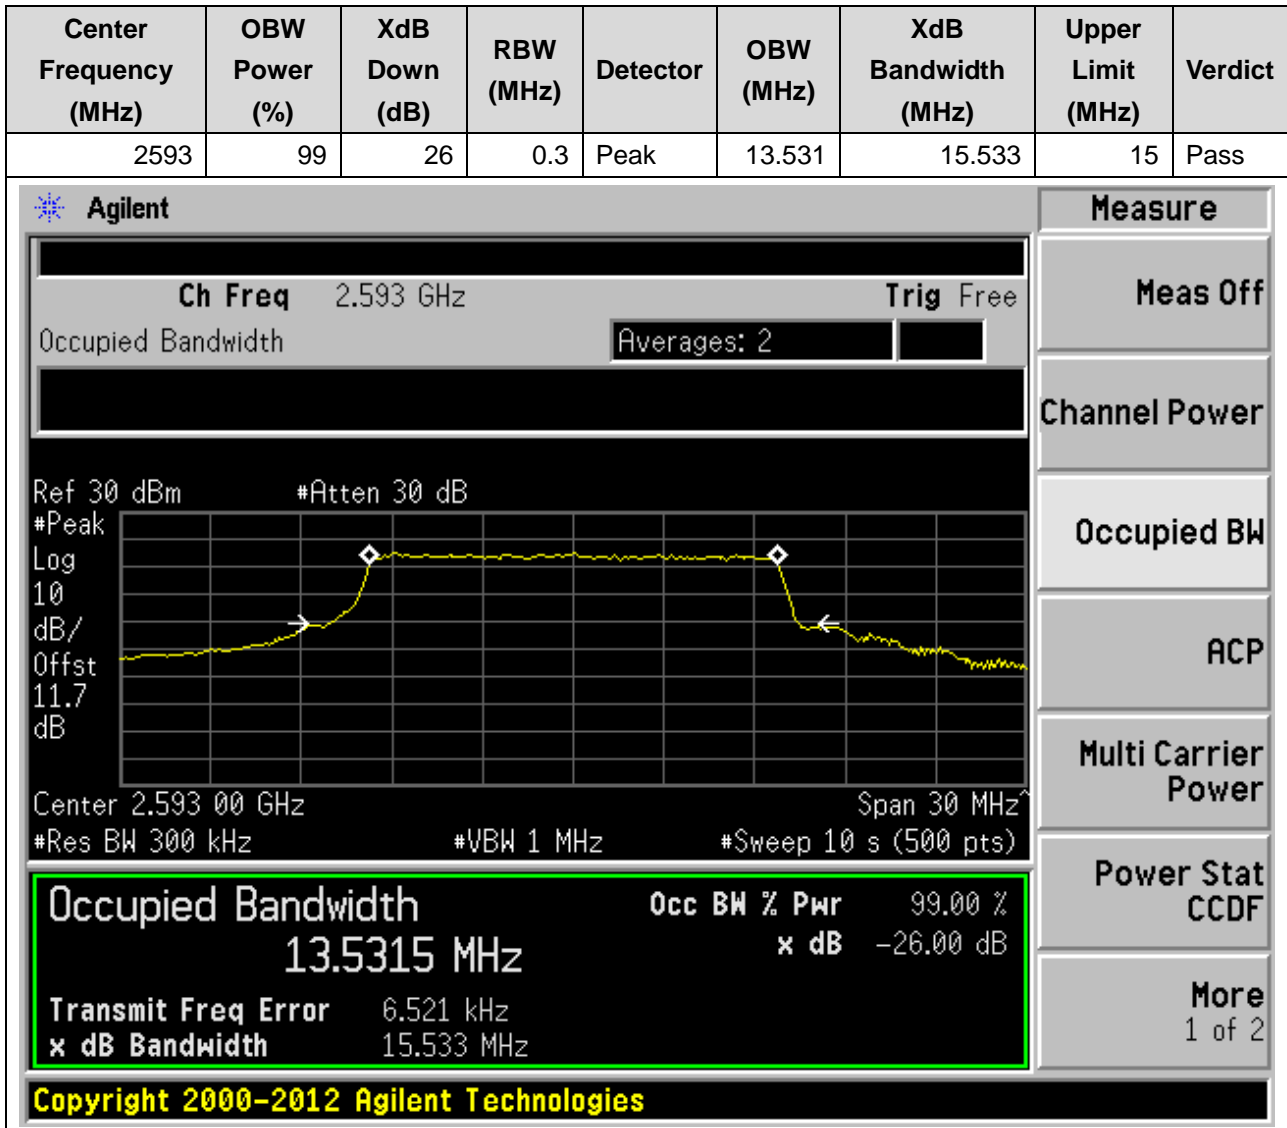 Center Frequency (MHz) OBW Power (%) XdB Down (dB) RBW (MHz) Detector OBW (MHz) XdB Bandwidth (MHz) Upper Limit (MHz) Verdict
2593 99 26 0.3 Peak 13.531 15.533 15 Pass
Agilent
Measure
Ch Freq 2.593 GHz Trig Free
Meas Off
Occupied Bandwidth Averages: 2
Channel Power
Ref 30 dBm #Atten 30 dB
#Peak
Log
10
dB/
Offst
11.7
dB
Occupied BW
ACP
Multi Carrier
Power
Center 2.593 00 GHz Span 30 MHz^
#Res BW 300 kHz #VBW 1 MHz #Sweep 10 s (500 pts)
Power Stat
CCDF
Occupied Bandwidth Occ BW % Pwr 99.00 %
13.5315 MHz x dB -26.00 dB
Transmit Freq Error 6.521 kHz
x dB Bandwidth 15.533 MHz
More
1 of 2
Copyright 2000-2012 Agilent Technologies